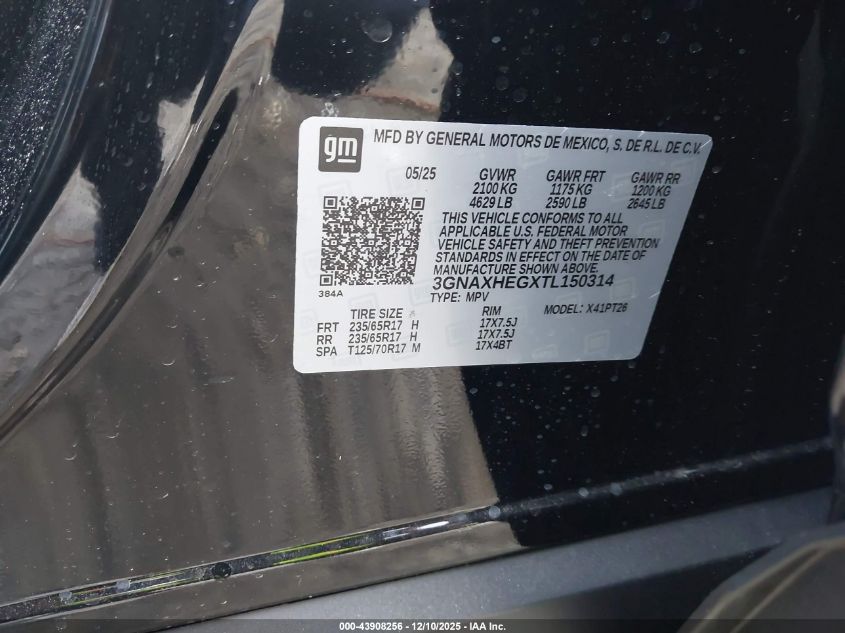 gm
MFD BY GENERAL MOTORS DE MEXICO, S. DE R.L. DE C.V.
05/25 GVWR GAWR FRT GAWR RR
2100 KG 1175 KG 1200 KG
4629 LB 2590 LB 2645 LB
THIS VEHICLE CONFORMS TO ALL
APPLICABLE U.S. FEDERAL MOTOR
VEHICLE SAFETY AND THEFT PREVENTION
STANDARDS IN EFFECT ON THE DATE OF
MANUFACTURE SHOWN ABOVE.
3GNAXHEGXTL150314
384A
TYPE: MPV MODEL: X41PT26
TIRE SIZE RIM
FRT 235/65R17 H 17X7.5J
RR 235/65R17 H 17X7.5J
SPA T125/70R17 M 17X4BT
000-43908256 - 12/10/2025 - IAA Inc.